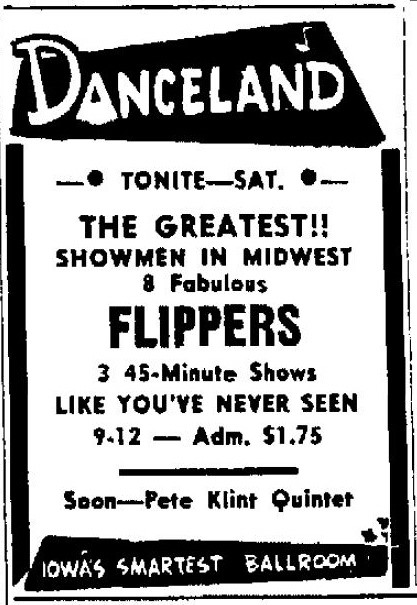 DANCELAND
—• TONITE—SAT. •—
THE GREATEST!!
SHOWMEN IN MIDWEST
8 Fabulous
FLIPPERS
3 45-Minute Shows
LIKE YOU'VE NEVER SEEN
9-12 — Adm. $1.75
Soon—Pete Klint Quintet
IOWA'S SMARTEST BALLROOM